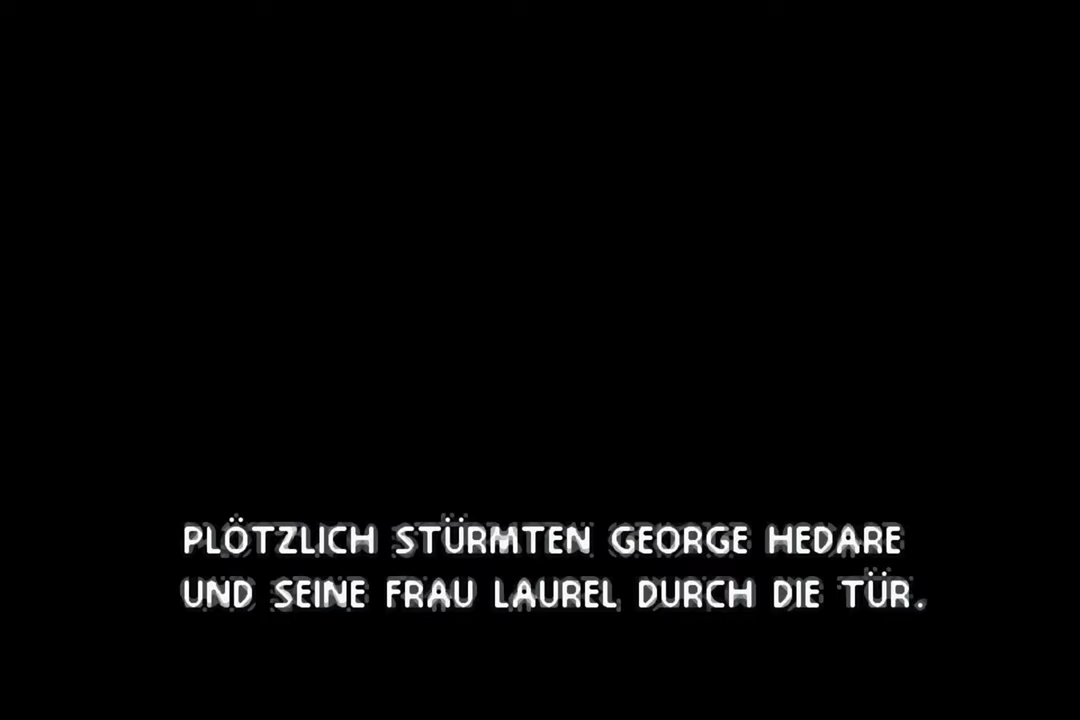 PLÖTZLICH STÜRMTEN GEORGE HEDARE
UND SEINE FRAU LAUREL DURCH DIE TÜR.